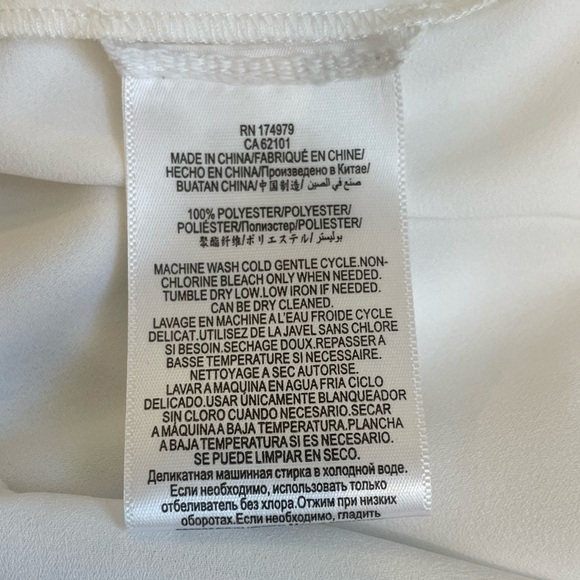 RN 174979
CA 62101
MADE IN CHINA/FABRIQUÉ EN CHINE/
HECHO EN CHINA/Произведено в Китае/
BUATAN CHINA/中国制造/ صنع في الصين
100% POLYESTER/POLYESTER/
POLIÉSTER/Полиэстер/POLIESTER/
聚酯纤维/ポリエステル/ بوليستر
MACHINE WASH COLD GENTLE CYCLE.NON-
CHLORINE BLEACH ONLY WHEN NEEDED.
TUMBLE DRY LOW.LOW IRON IF NEEDED.
CAN BE DRY CLEANED.
LAVAGE EN MACHINE A L'EAU FROIDE CYCLE
DELICAT.UTILISEZ DE LA JAVEL SANS CHLORE
SI BESOIN.SECHAGE DOUX.REPASSER A
BASSE TEMPERATURE SI NECESSAIRE.
NETTOYAGE A SEC AUTORISE.
LAVAR A MAQUINA EN AGUA FRIA CICLO
DELICADO.USAR ÚNICAMENTE BLANQUEADOR
SIN CLORO CUANDO NECESARIO.SECAR
A MÁQUINA A BAJA TEMPERATURA.PLANCHA
A BAJA TEMPERATURA SI ES NECESARIO.
SE PUEDE LIMPIAR EN SECO.
Деликатная машинная стирка в холодной воде.
Если необходимо, использовать только
отбеливатель без хлора.Отжим при низких
оборотах.Если необходимо, гладить